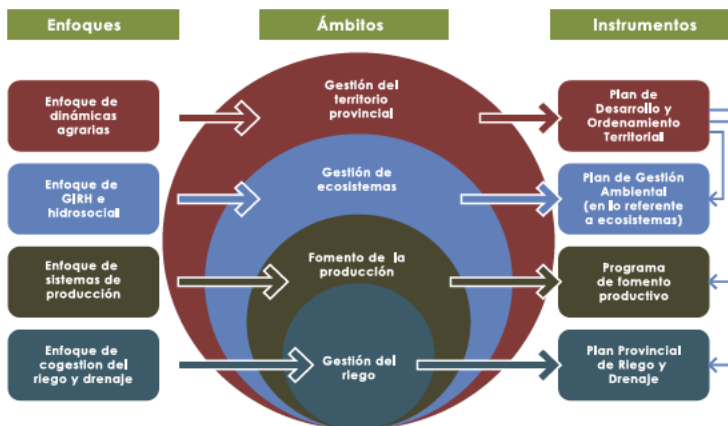 Enfoques
Ámbitos
Instrumentos
Enfoque de
dinámicas
agrarias
Gestión del
territorio
provincial
Plan de
Desarrollo y
Ordenamiento
Territorial
Enfoque de
GIRH e
hidrosocial
Gestión de
ecosistemas
Plan de Gestión
Ambiental
(en lo referente
a ecosistemas)
Enfoque de
sistemas de
producción
Fomento de la
producción
Programa
de fomento
productivo
Enfoque de
cogestion del
riego y drenaje
Gestión del
riego
Plan Provincial
de Riego y
Drenaje